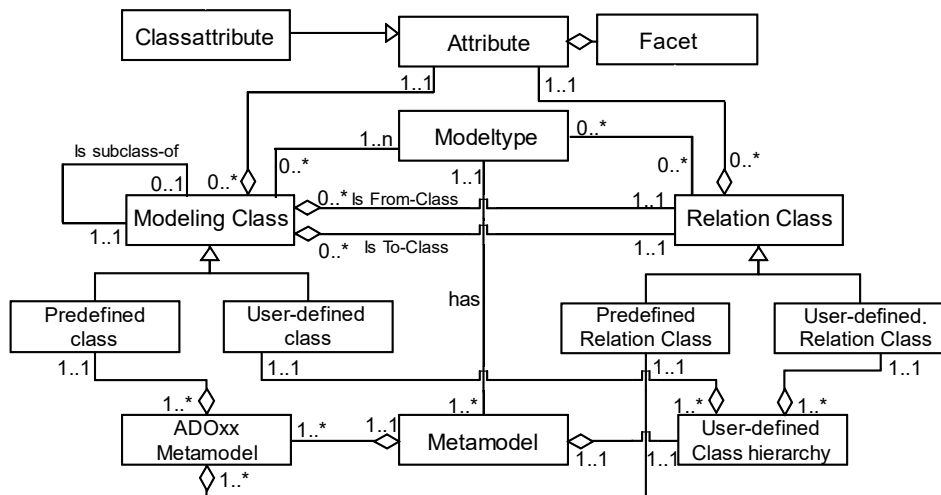 Classattribute
Attribute
Facet
1..1
1..1
Modeltype
1..n
0..*
Is subclass-of
0..*
1..1
0..*
0..1
0..*
0..*
0..* Is From-Class
Modeling Class
1..1
Relation Class
1..1
0..*
Is To-Class
1..1
has
Predefined
class
User-defined
class
Predefined
Relation Class
User-defined.
Relation Class
1..1
1..1
1..1
1..1
1..*
1..*
1..*
1..*
ADOxx
Metamodel
1..*
1..1
Metamodel
1..1
1..1
User-defined
Class hierarchy
1..*